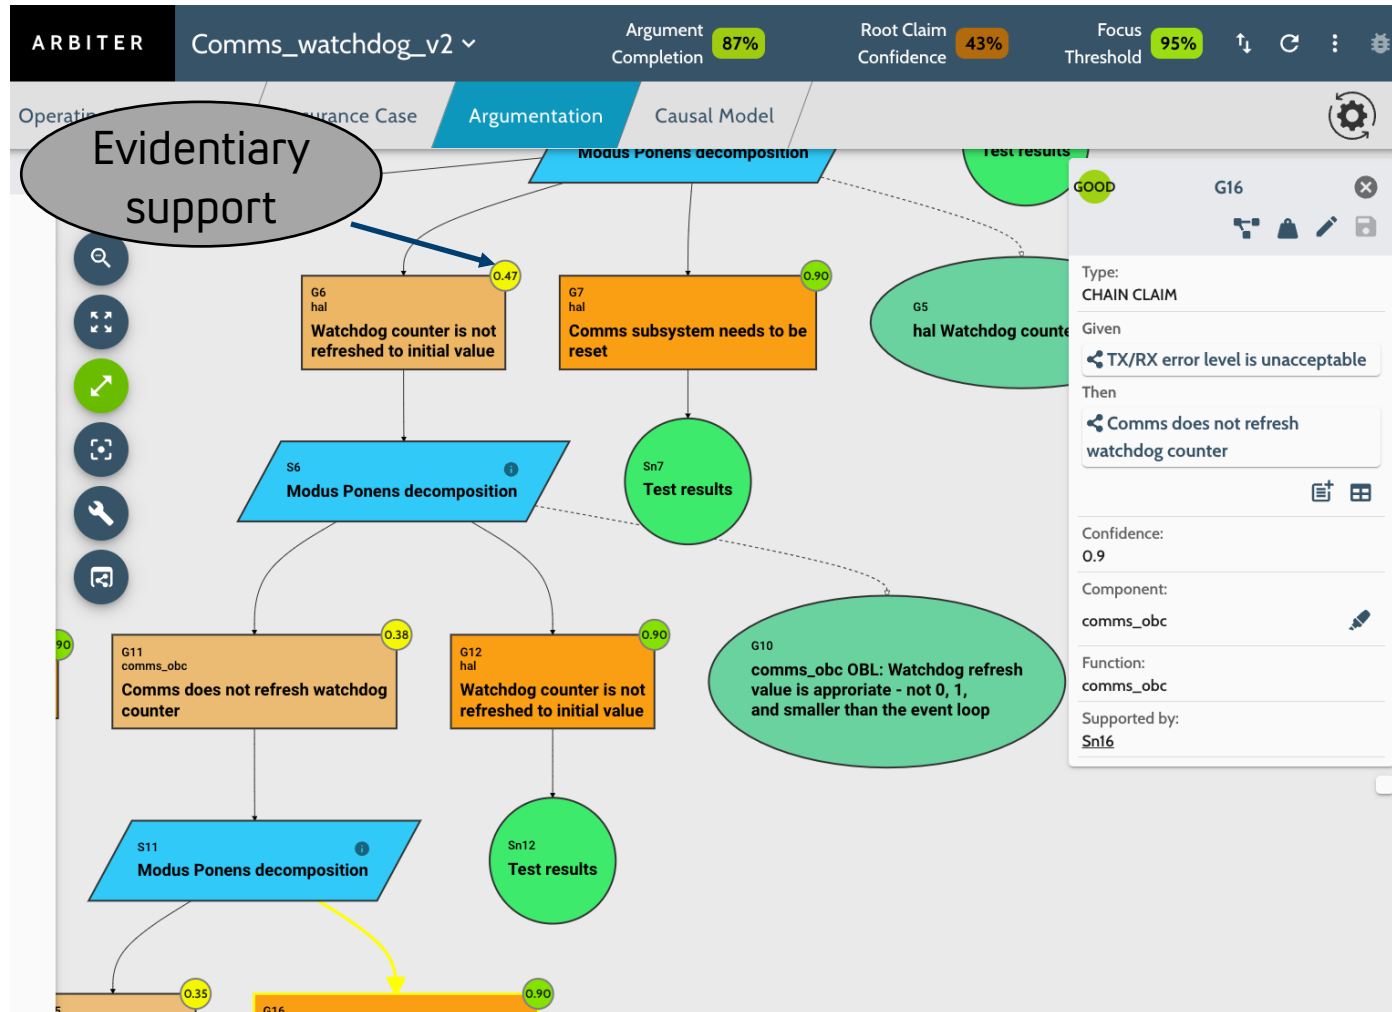 ARBITER
Comms_watchdog_v2
Argument
Completion
87%
Root Claim
Confidence
43%
Focus
Threshold
95%
Assurance Case
Argumentation
Causal Model
Evidentiary
support
Modus Ponens decomposition
Test results
GOOD
G16
Type:
CHAIN CLAIM
Given
TX/RX error level is unacceptable
Then
Comms does not refresh
watchdog counter
Confidence:
0.9
Component:
comms_obc
Function:
comms_obc
Supported by:
Sn16
0.47
G6
hal
Watchdog counter is not
refreshed to initial value
0.90
G7
hal
Comms subsystem needs to be
reset
G5
hal Watchdog counte
S6
Modus Ponens decomposition
Sn7
Test results
90
0.38
G11
comms_obc
Comms does not refresh watchdog
counter
0.90
G12
hal
Watchdog counter is not
refreshed to initial value
G10
comms_obc OBL: Watchdog refresh
value is approriate - not 0, 1,
and smaller than the event loop
S11
Modus Ponens decomposition
Sn12
Test results
0.35
5
0.90
G16